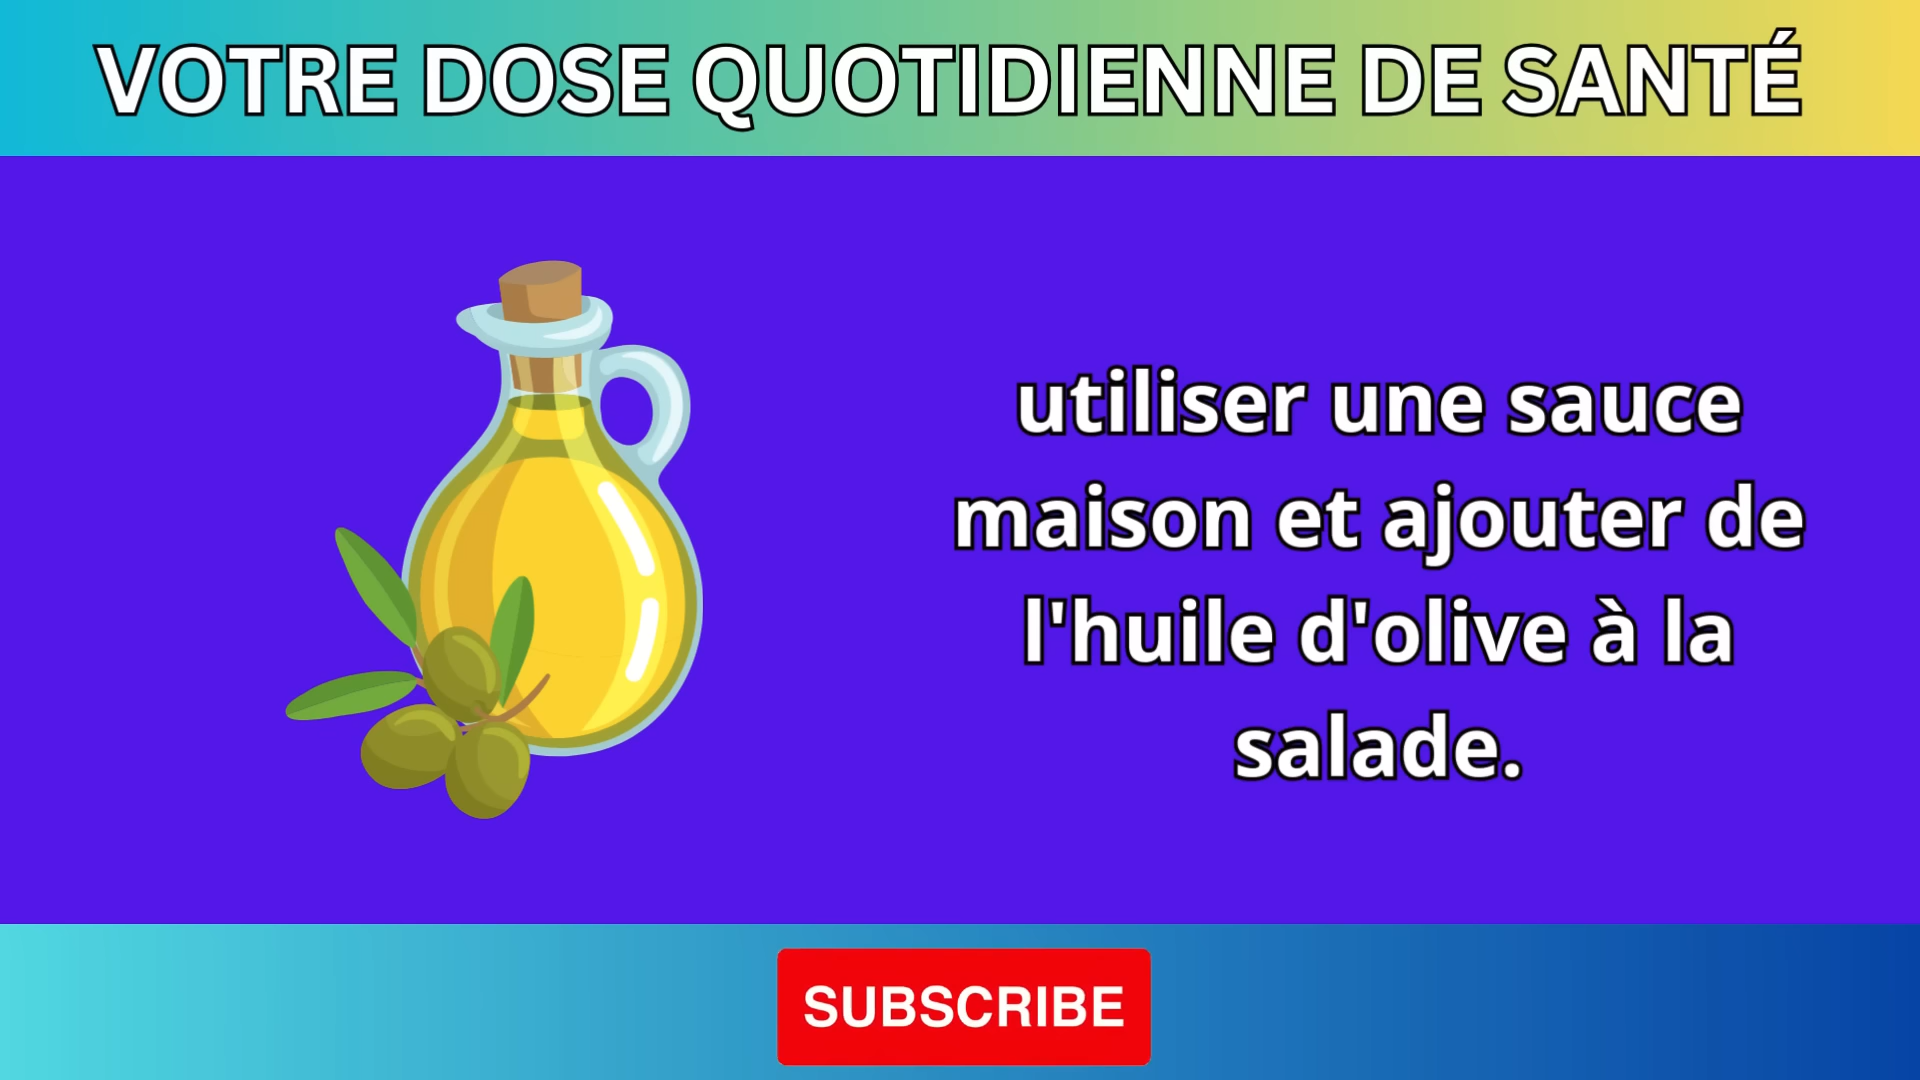 VOTRE DOSE QUOTIDIENNE DE SANTÉ
utiliser une sauce
maison et ajouter de
l'huile d'olive à la
salade.
SUBSCRIBE